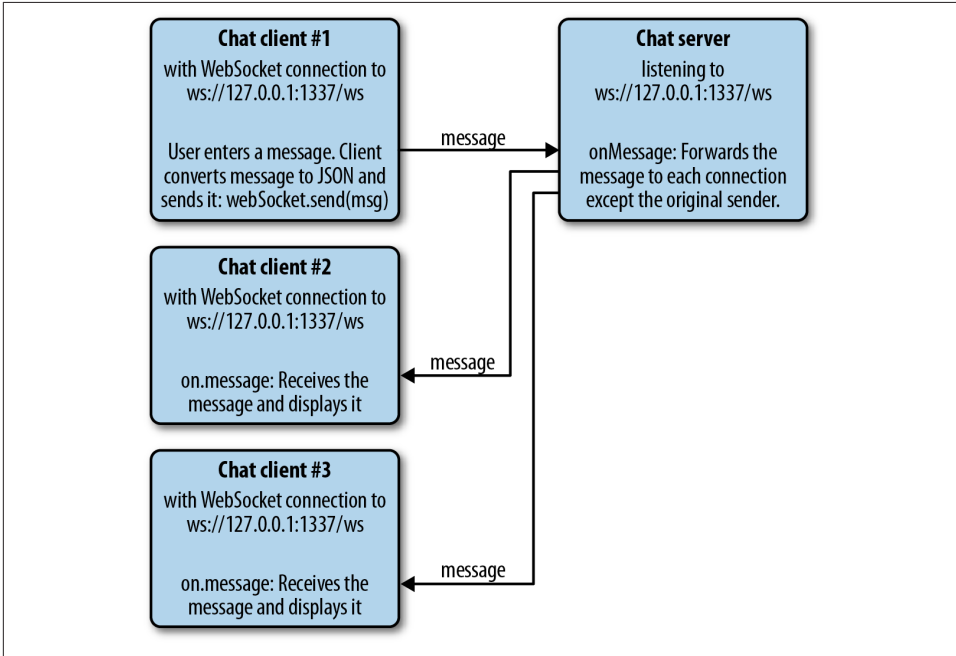 Chat client #1
with WebSocket connection to
ws://127.0.0.1:1337/ws
User enters a message. Client
converts message to JSON and
sends it: webSocket.send(msg)
message
Chat server
listening to
ws://127.0.0.1:1337/ws
onMessage: Forwards the
message to each connection
except the original sender.
Chat client #2
with WebSocket connection to
ws://127.0.0.1:1337/ws
on.message: Receives the
message and displays it
message
Chat client #3
with WebSocket connection to
ws://127.0.0.1:1337/ws
on.message: Receives the
message and displays it
message